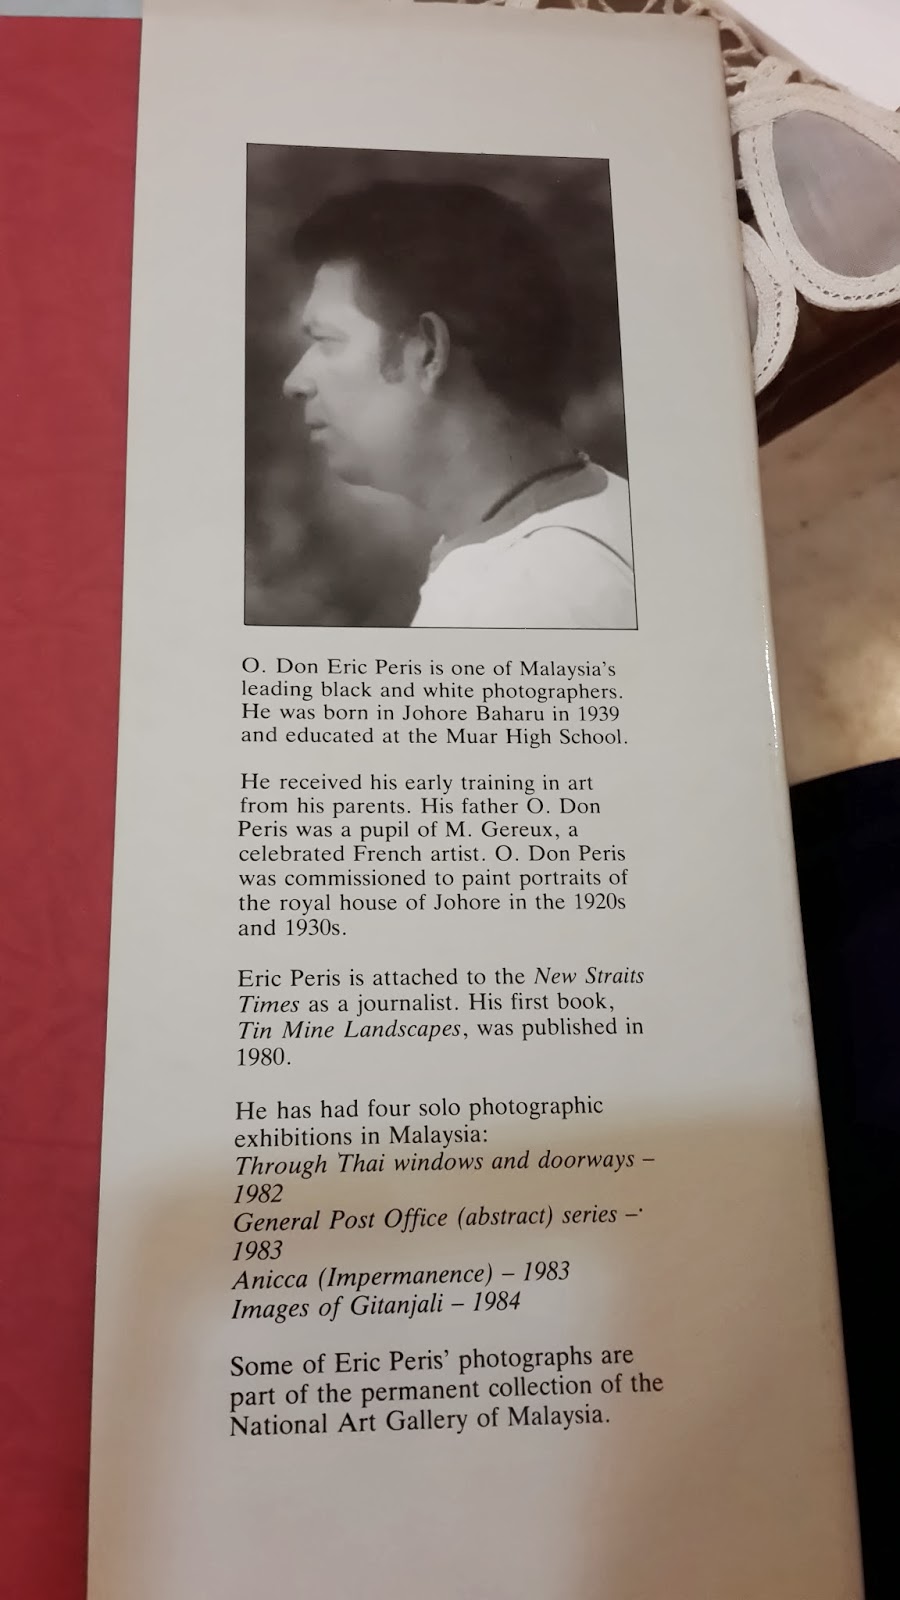 O. Don Eric Peris is one of Malaysia's
leading black and white photographers.
He was born in Johore Baharu in 1939
and educated at the Muar High School.
He received his early training in art
from his parents. His father O. Don
Peris was a pupil of M. Gereux, a
celebrated French artist. O. Don Peris
was commissioned to paint portraits of
the royal house of Johore in the 1920s
and 1930s.
Eric Peris is attached to the New Straits
Times as a journalist. His first book,
Tin Mine Landscapes, was published in
1980.
He has had four solo photographic
exhibitions in Malaysia:
Through Thai windows and doorways –
1982
General Post Office (abstract) series –
1983
Anicca (Impermanence) – 1983
Images of Gitanjali – 1984
Some of Eric Peris' photographs are
part of the permanent collection of the
National Art Gallery of Malaysia.